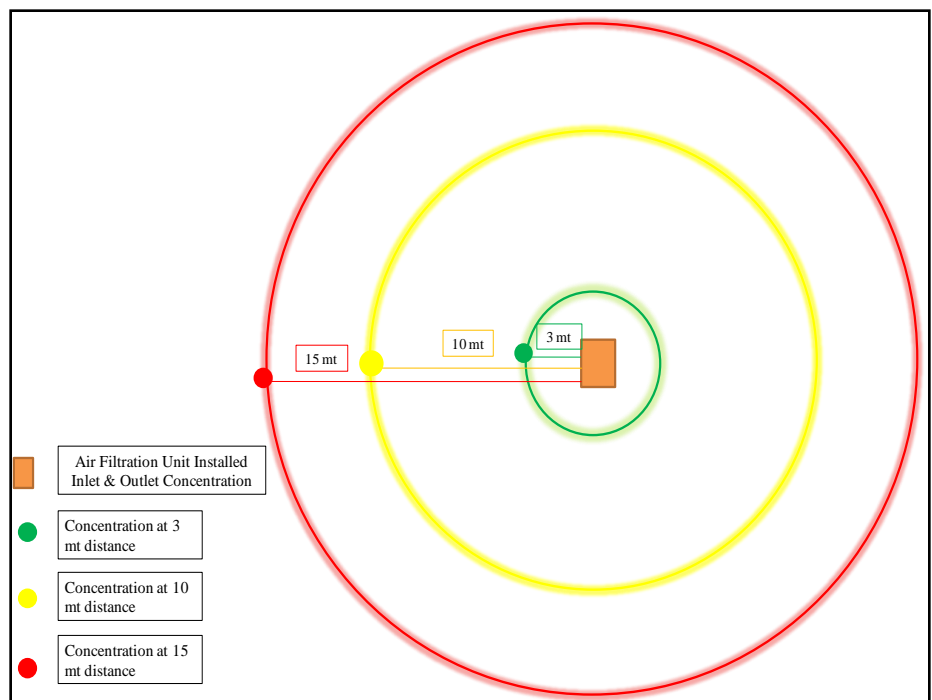 3 mt
10 mt
15 mt
Air Filtration Unit Installed
Inlet & Outlet Concentration
Concentration at 3
mt distance
Concentration at 10
mt distance
Concentration at 15
mt distance